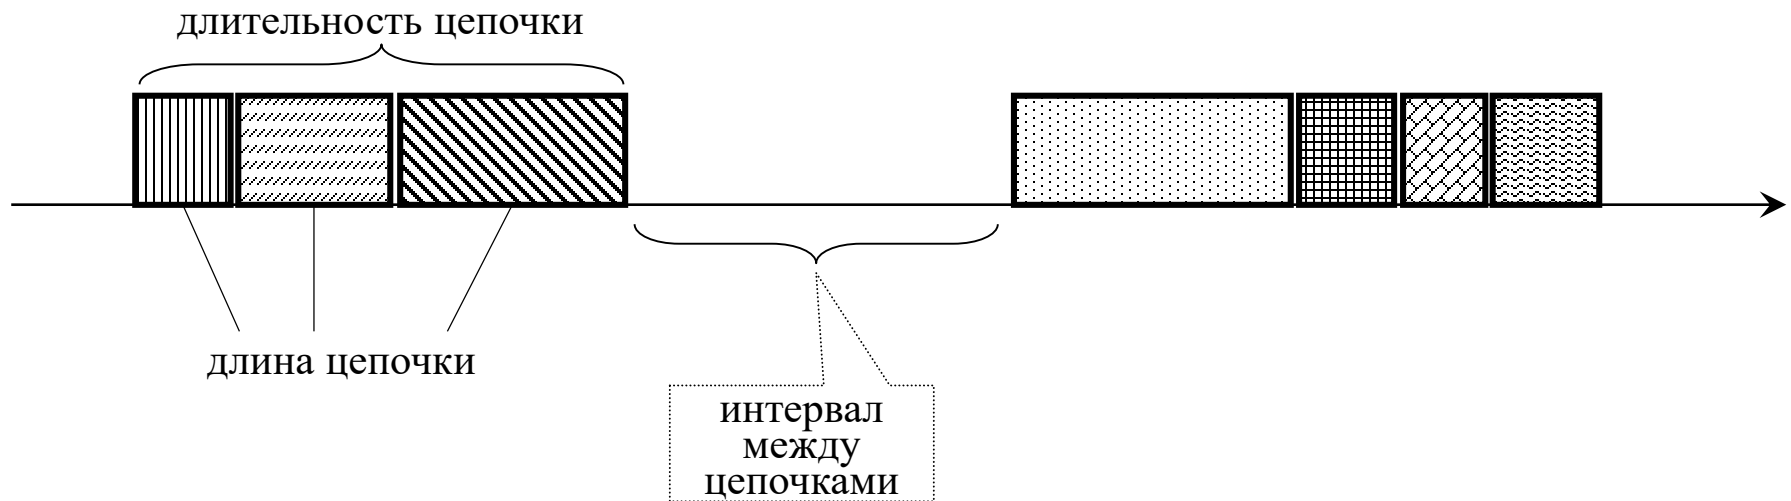 длительность цепочки
длина цепочки
интервал
между
цепочками